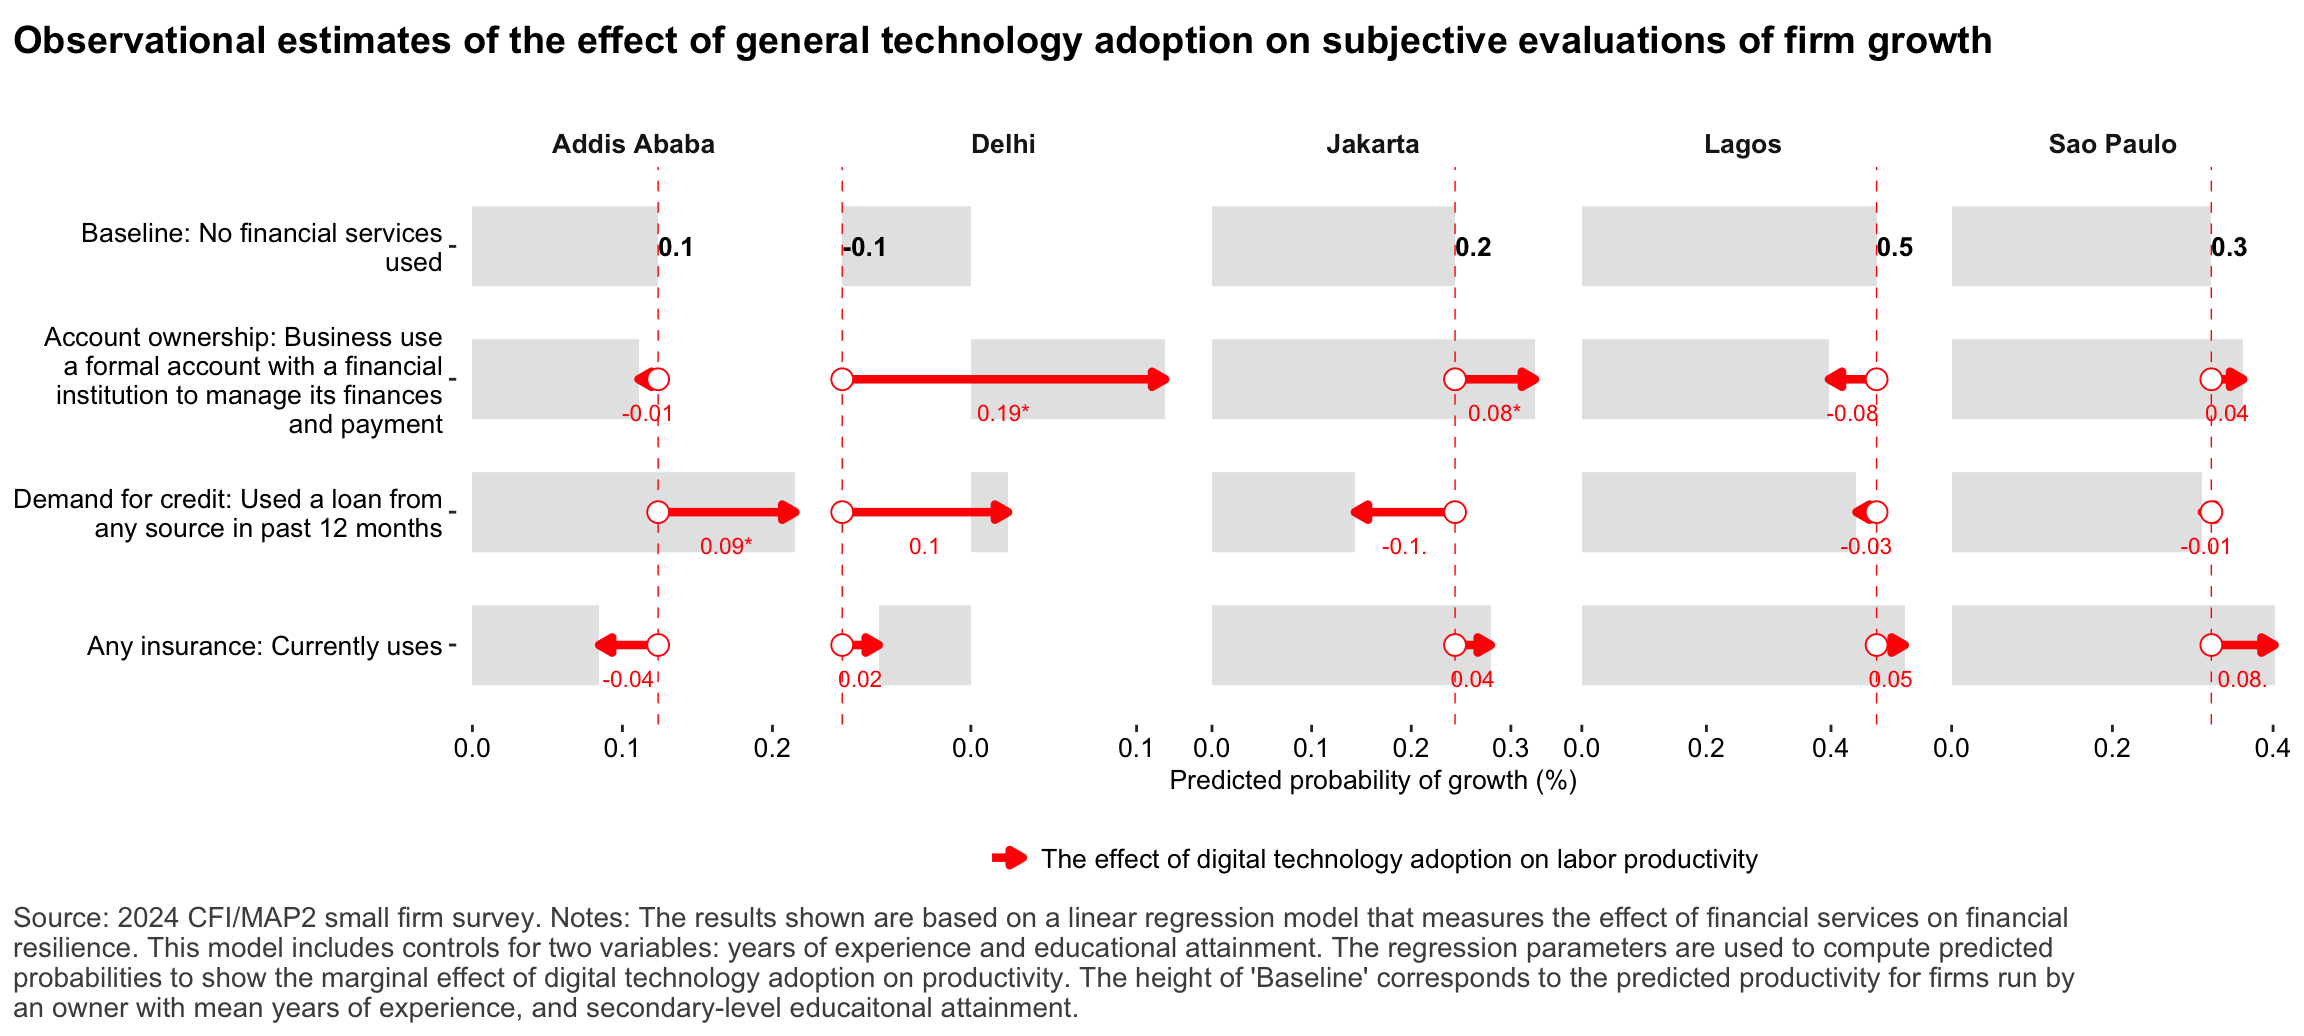 Observational estimates of the effect of general technology adoption on subjective evaluations of firm growth
Addis Ababa
Delhi
Jakarta
Lagos
Sao Paulo
Baseline: No financial services
used
0.1
-0.1
0.2
0.5
0.3
Account ownership: Business use
a formal account with a financial
institution to manage its finances
and payment
-0.01
0.19*
0.08*
-0.08
0.04
Demand for credit: Used a loan from
any source in past 12 months
0.09*
0.1
-0.1.
-0.03
-0.01
Any insurance: Currently uses
-0.04
0.02
0.04
0.05
0.08.
0.0 0.1 0.2
0.0 0.1
0.0 0.1 0.2 0.3
0.0 0.2 0.4
0.0 0.2 0.4
Predicted probability of growth (%)
The effect of digital technology adoption on labor productivity
Source: 2024 CFI/MAP2 small firm survey. Notes: The results shown are based on a linear regression model that measures the effect of financial services on financial
resilience. This model includes controls for two variables: years of experience and educational attainment. The regression parameters are used to compute predicted
probabilities to show the marginal effect of digital technology adoption on productivity. The height of 'Baseline' corresponds to the predicted productivity for firms run by
an owner with mean years of experience, and secondary-level educaitonal attainment.